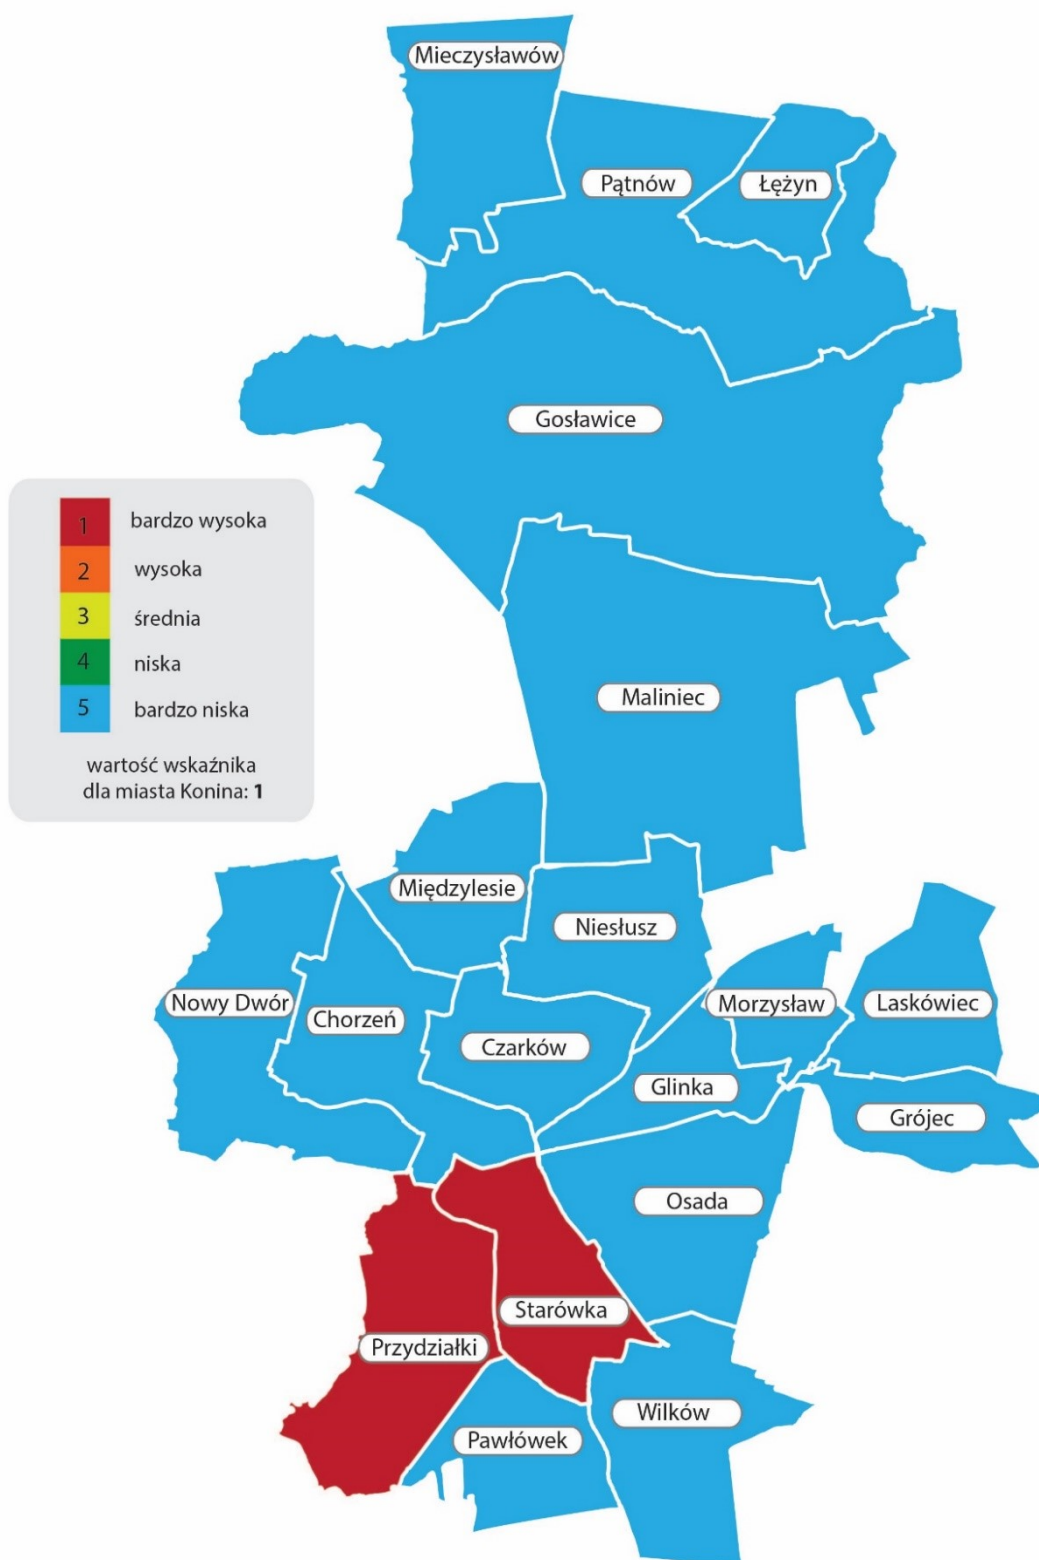 Mieczysławów
Pątnów
Łężyn
Gosławice
1 bardzo wysoka
2 wysoka
3 średnia
4 niska
5 bardzo niska
wartość wskaźnika
dla miasta Konina: 1
Maliniec
Międzylesie
Niesłusz
Nowy Dwór
Chorzeń
Czarków
Morzysław
Laskówiec
Glinka
Grójec
Osada
Starówka
Przydziałki
Wilków
Pawłówek